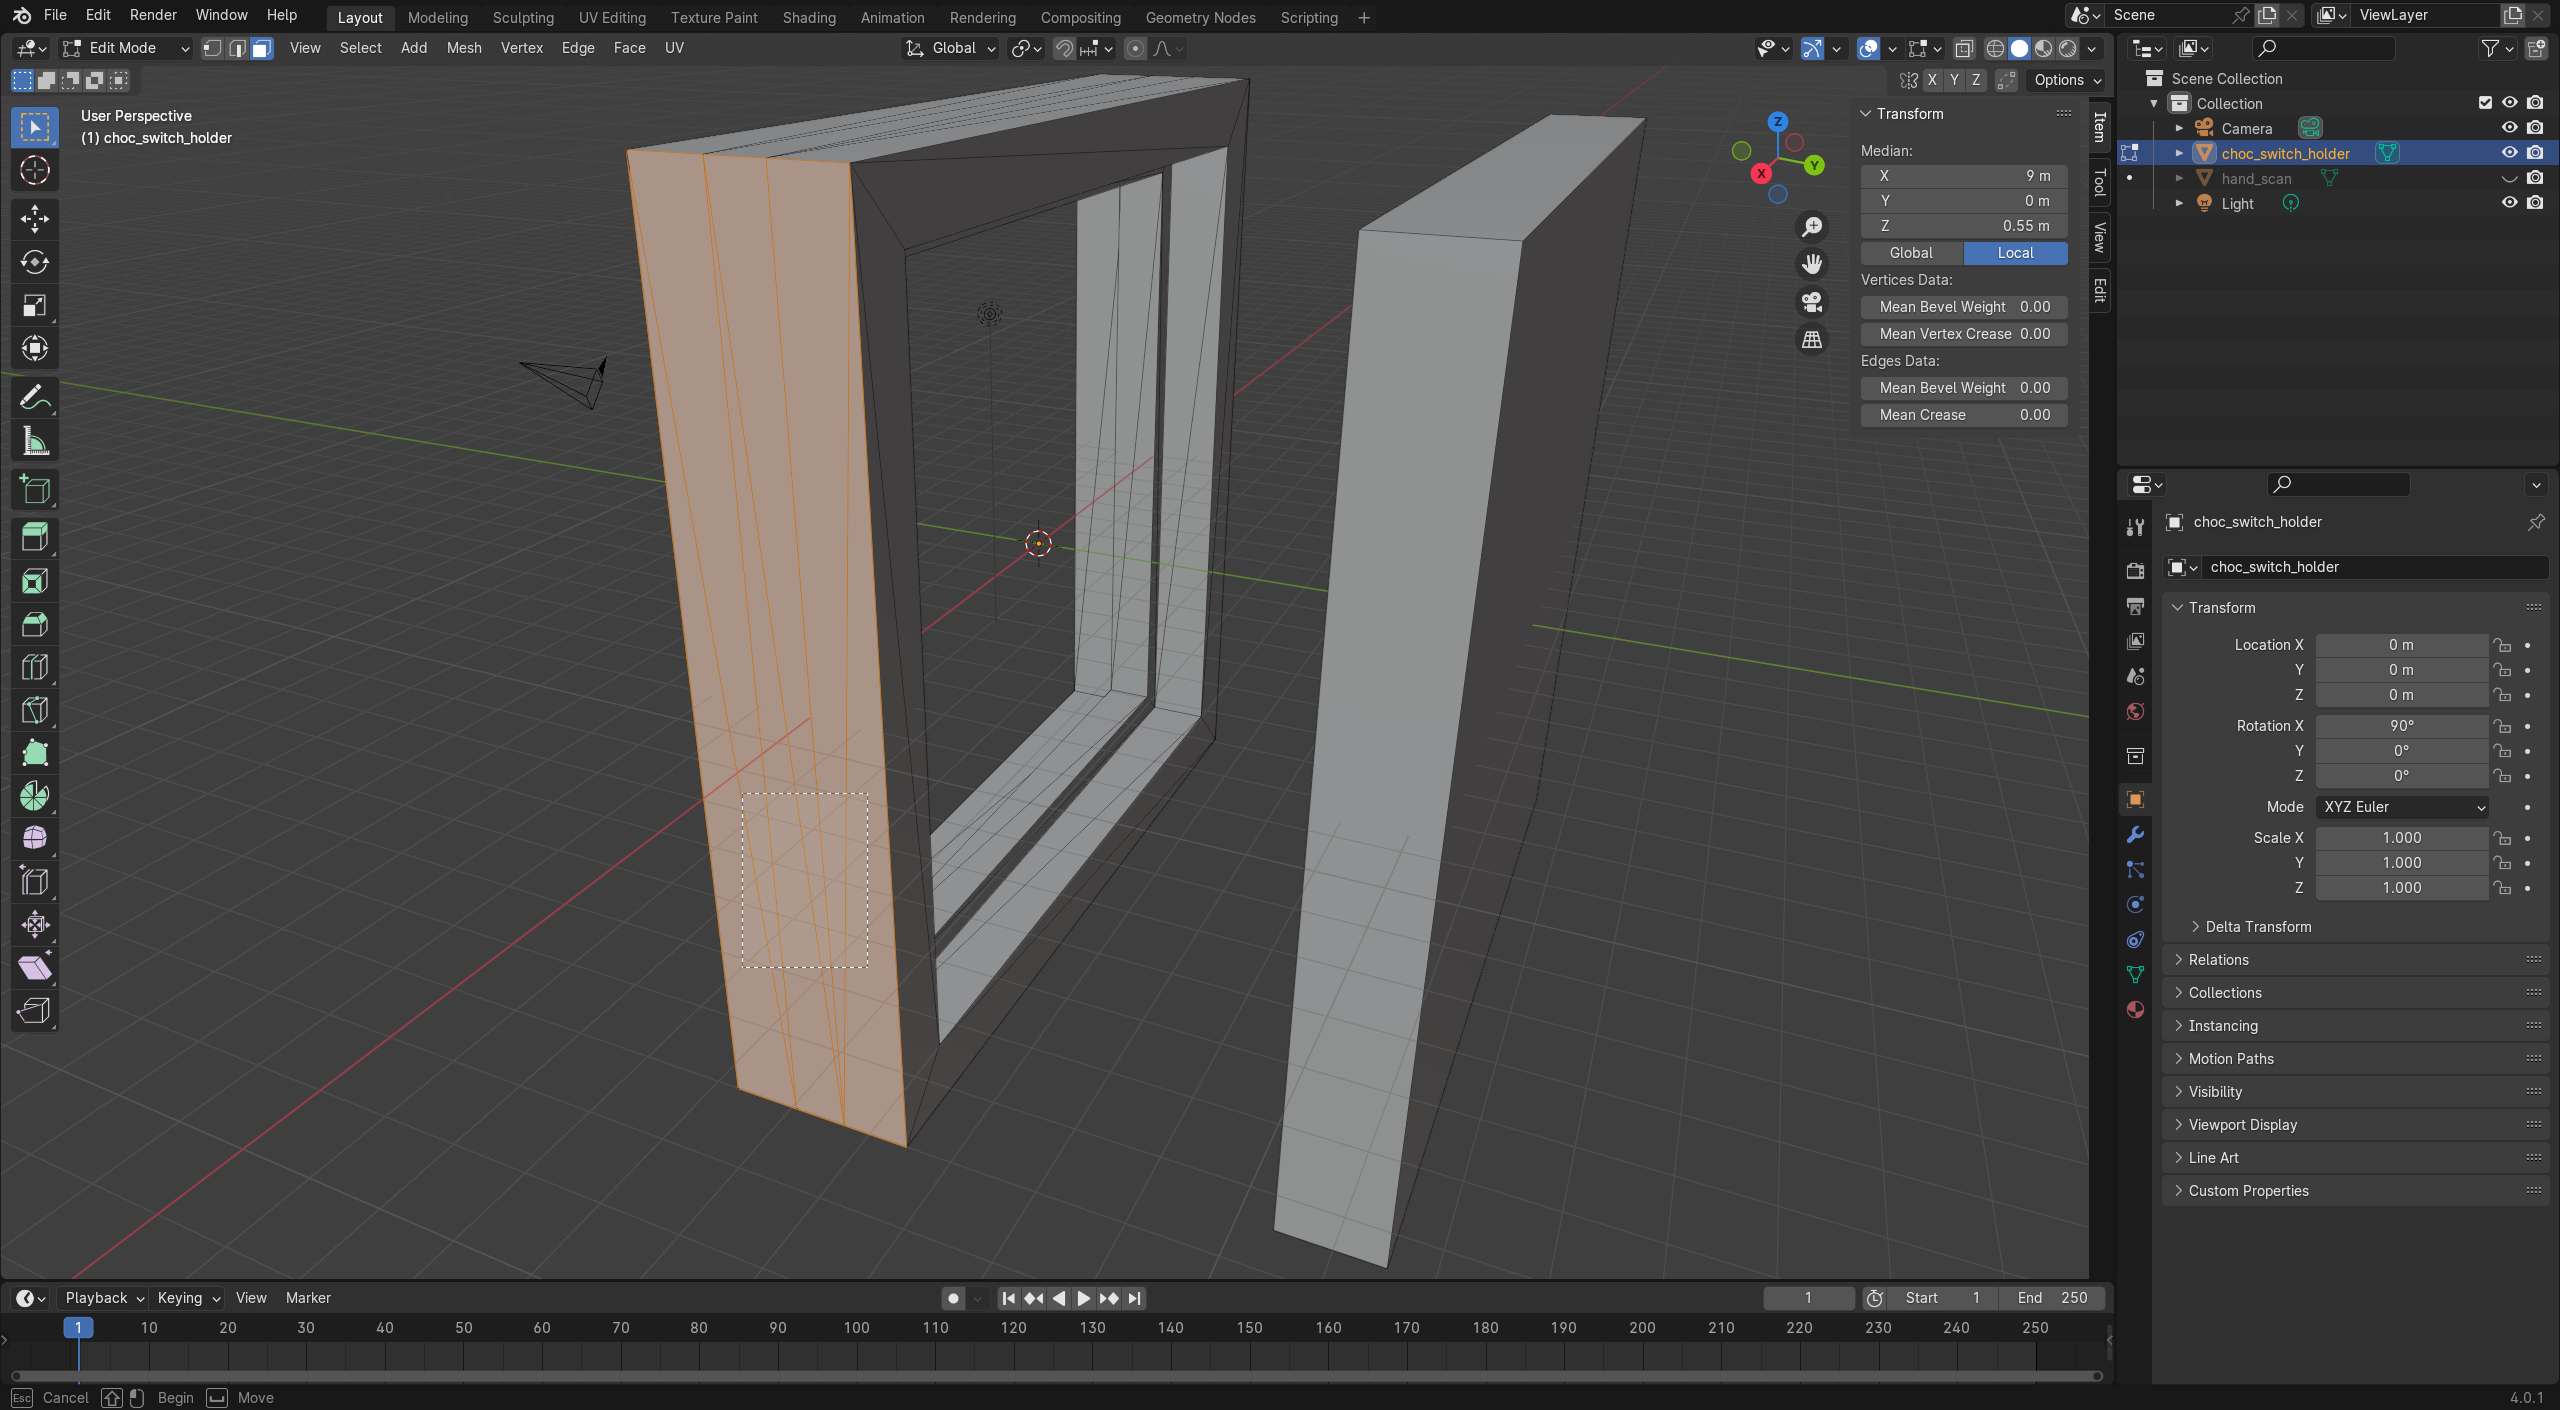 File Edit Render Window Help Layout Modeling Sculpting UV Editing Texture Paint Shading Animation Rendering Compositing Geometry Nodes Scripting Scene ViewLayer
Edit Mode View Select Add Mesh Vertex Edge Face UV Global
X Y Z Options
User Perspective
(1) choc_switch_holder
Z
Y
X
Transform
Median:
X 9 m
Y 0 m
Z 0.55 m
Global Local
Vertices Data:
Mean Bevel Weight 0.00
Mean Vertex Crease 0.00
Edges Data:
Mean Bevel Weight 0.00
Mean Crease 0.00
Item
Tool
View
Edit
Scene Collection
Collection
Camera
choc_switch_holder
hand_scan
Light
choc_switch_holder
choc_switch_holder
Transform
Location X 0 m
Y 0 m
Z 0 m
Rotation X 90°
Y 0°
Z 0°
Mode XYZ Euler
Scale X 1.000
Y 1.000
Z 1.000
Delta Transform
Relations
Collections
Instancing
Motion Paths
Visibility
Viewport Display
Line Art
Custom Properties
Playback Keying View Marker 1 Start 1 End 250
1 10 20 30 40 50 60 70 80 90 100 110 120 130 140 150 160 170 180 190 200 210 220 230 240 250
Esc Cancel Begin Move 4.0.1